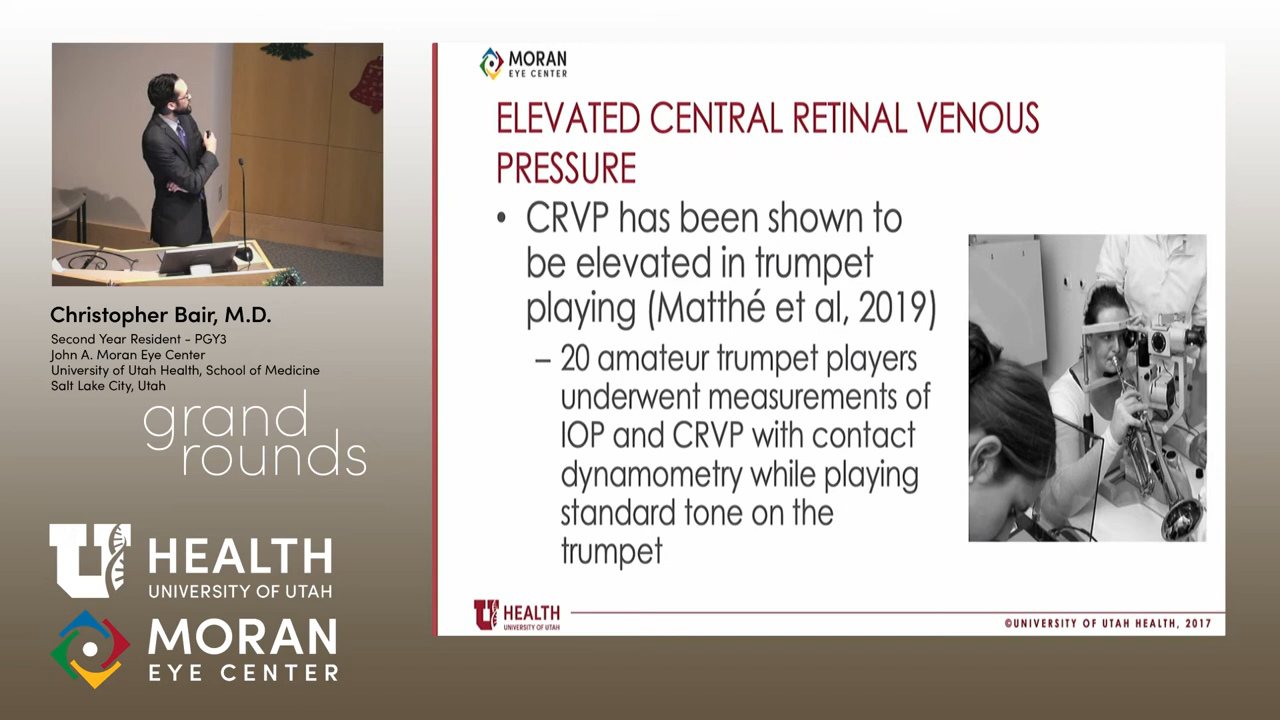 Christopher Bair, M.D.
Second Year Resident - PGY3
John A. Moran Eye Center
University of Utah Health, School of Medicine
Salt Lake City, Utah
grand
rounds
U HEALTH
UNIVERSITY OF UTAH
MORAN
EYE CENTER
MORAN
EYE CENTER
ELEVATED CENTRAL RETINAL VENOUS
PRESSURE
• CRVP has been shown to
be elevated in trumpet
playing (Matthé et al, 2019)
– 20 amateur trumpet players
underwent measurements of
IOP and CRVP with contact
dynamometry while playing
standard tone on the
trumpet
U HEALTH
UNIVERSITY OF UTAH
©UNIVERSITY OF UTAH HEALTH, 2017